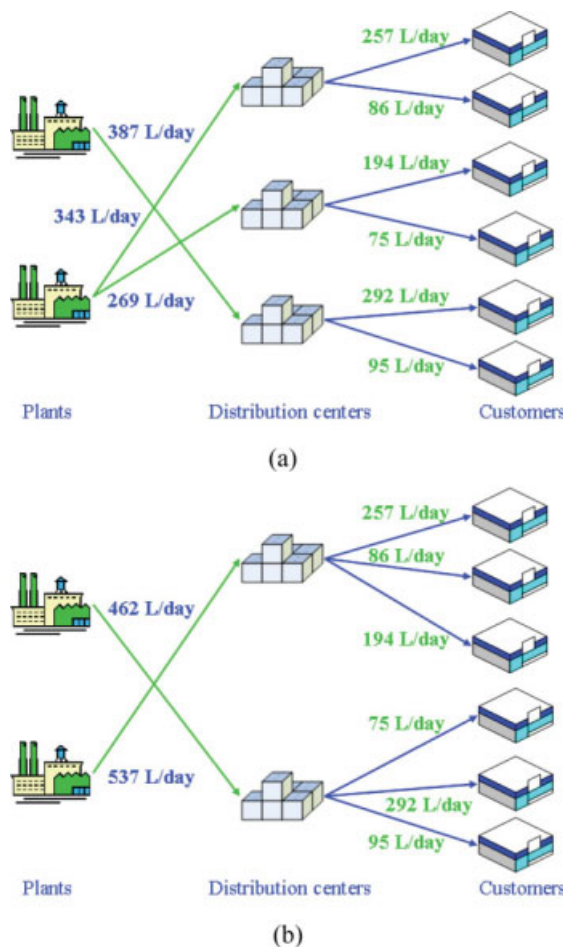 257 L/day
86 L/day
387 L/day
194 L/day
343 L/day
75 L/day
269 L/day
292 L/day
95 L/day
Plants Distribution centers Customers
(a)
257 L/day
86 L/day
462 L/day
194 L/day
75 L/day
537 L/day
292 L/day
95 L/day
Plants Distribution centers Customers
(b)